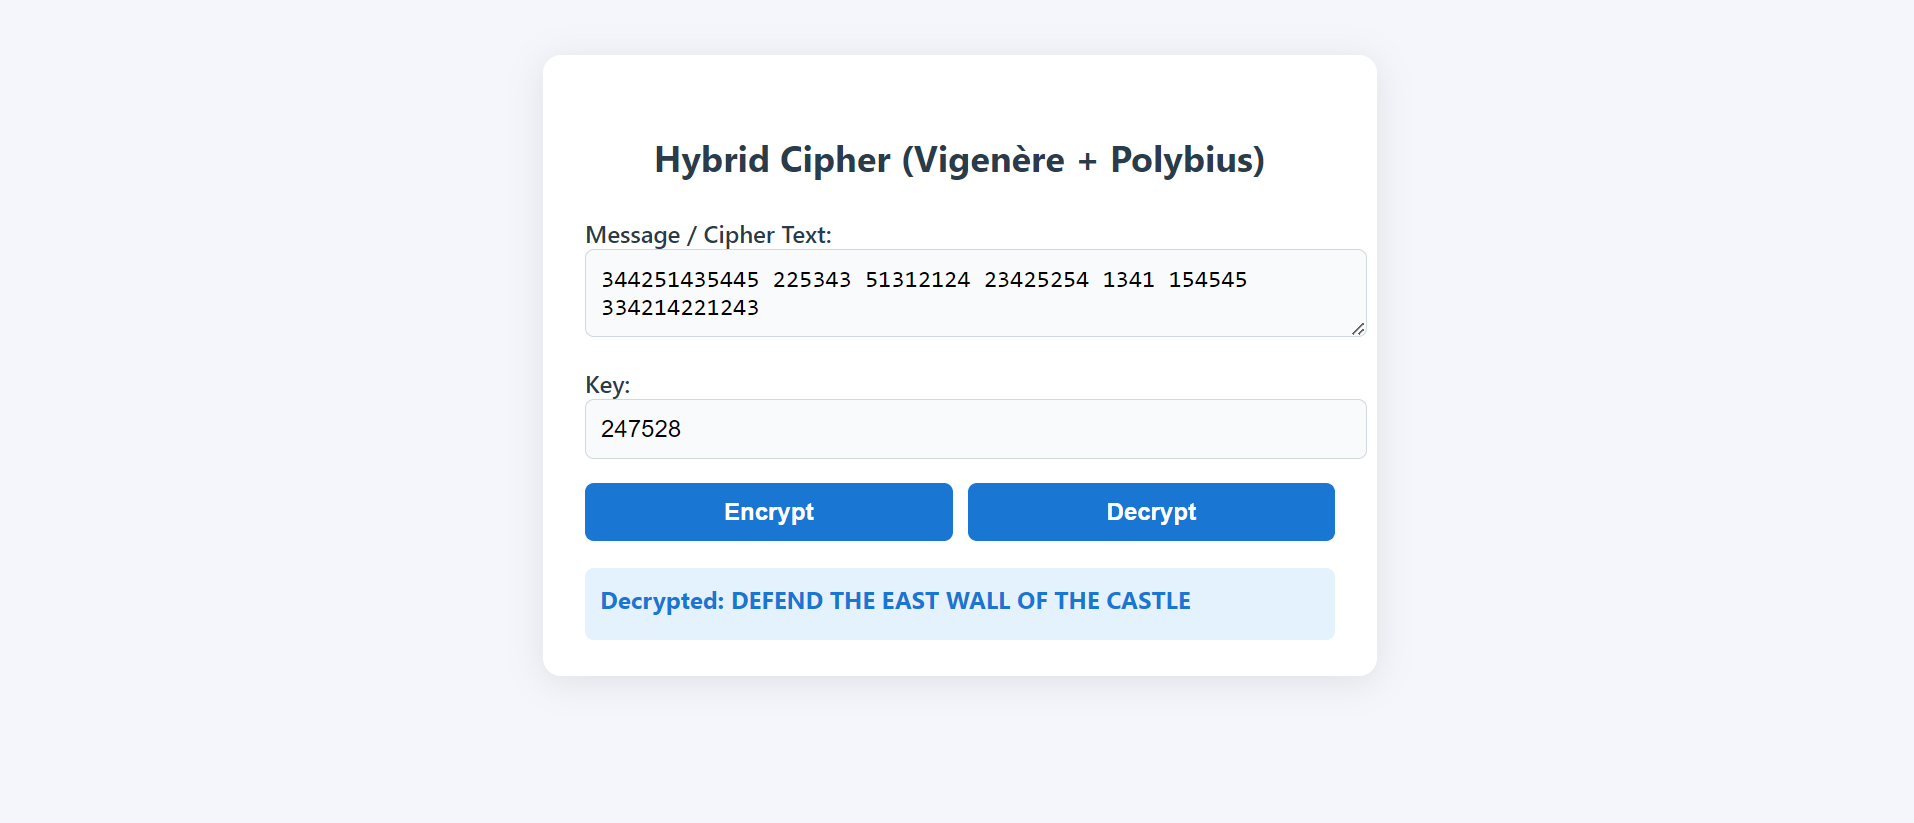 Hybrid Cipher (Vigenère + Polybius)
Message / Cipher Text:
344251435445 225343 51312124 23425254 1341 154545
334214221243
Key:
247528
Encrypt
Decrypt
Decrypted: DEFEND THE EAST WALL OF THE CASTLE